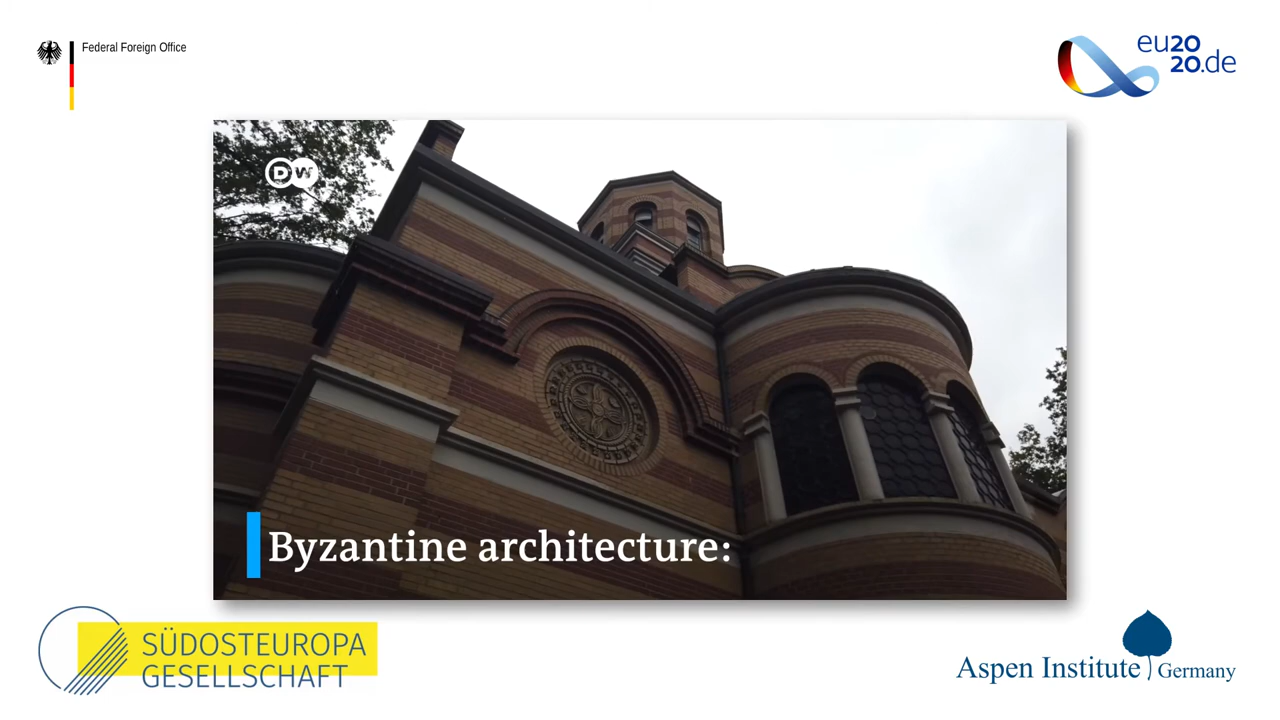 Federal Foreign Office
eu2020.de
DW
Byzantine architecture:
SÜDOSTEUROPA
GESELLSCHAFT
Aspen Institute Germany